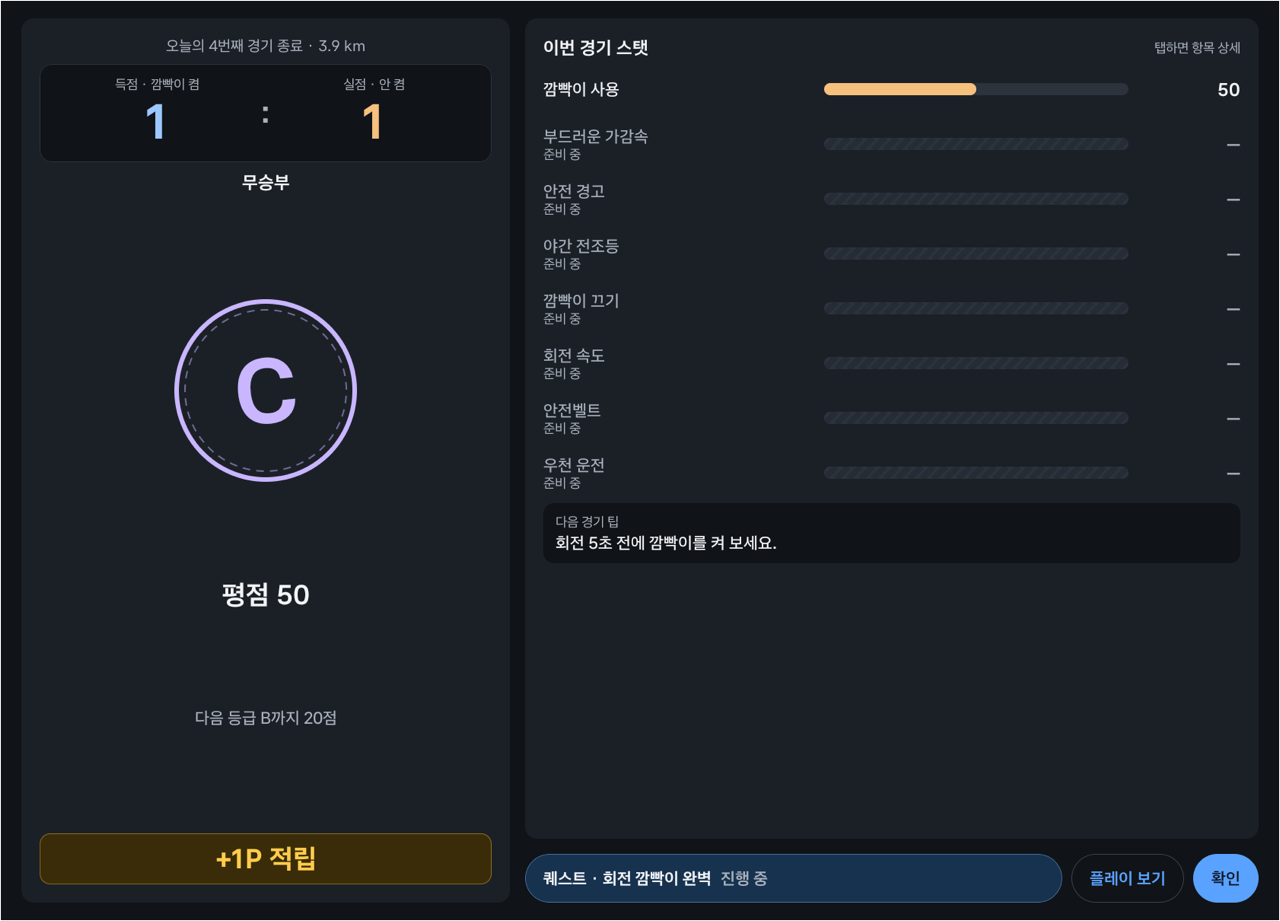 오늘의 4번째 경기 종료 · 3.9 km
득점 · 깜빡이 켬
실점 · 안 켬
1 : 1
무승부
C
평점 50
다음 등급 B까지 20점
+1P 적립
이번 경기 스탯
탭하면 항목 상세
깜빡이 사용
50
부드러운 가감속
준비 중
—
안전 경고
준비 중
—
야간 전조등
준비 중
—
깜빡이 끄기
준비 중
—
회전 속도
준비 중
—
안전벨트
준비 중
—
우천 운전
준비 중
—
다음 경기 팁
회전 5초 전에 깜빡이를 켜 보세요.
퀘스트 · 회전 깜빡이 완벽 진행 중
플레이 보기
확인